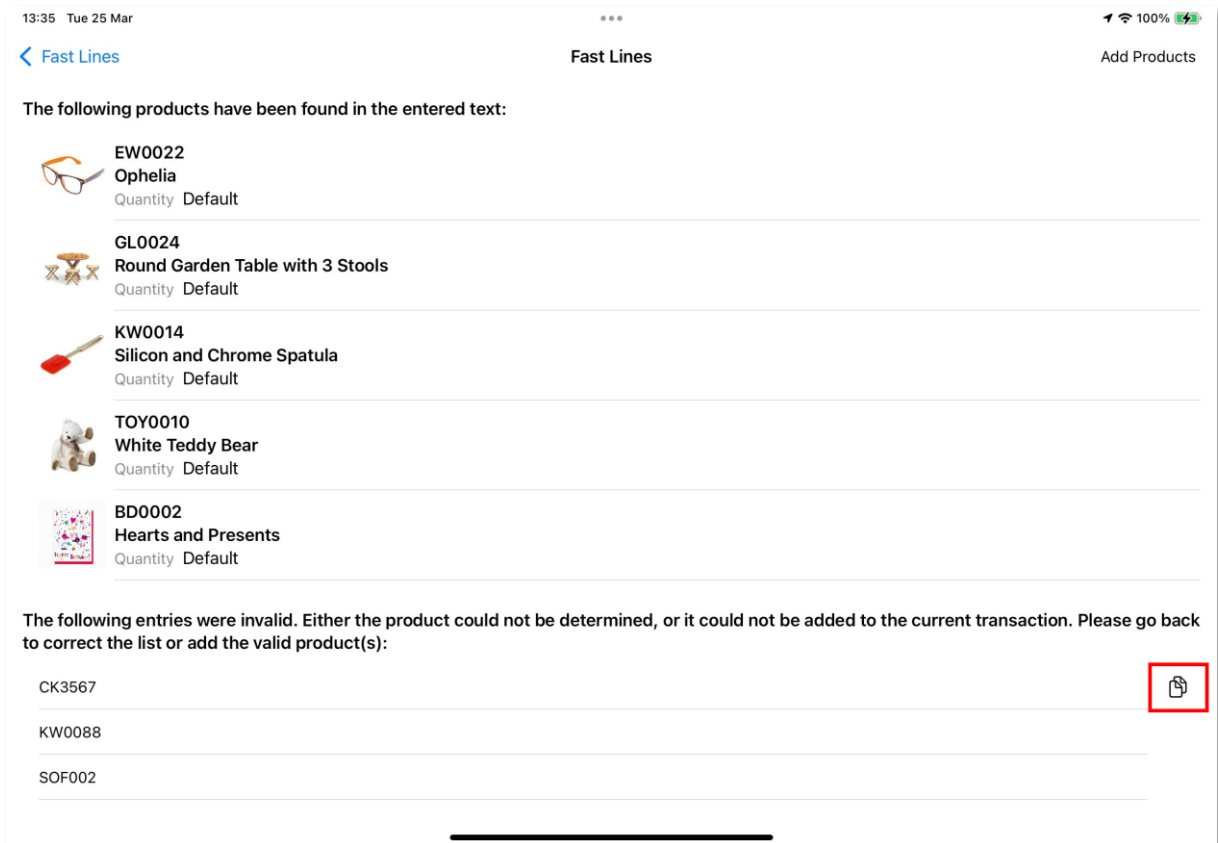 13:35 Tue 25 Mar
100%
Fast Lines
Fast Lines
Add Products
The following products have been found in the entered text:
EW0022
Ophelia
Quantity Default
GL0024
Round Garden Table with 3 Stools
Quantity Default
KW0014
Silicon and Chrome Spatula
Quantity Default
TOY0010
White Teddy Bear
Quantity Default
BD0002
Hearts and Presents
Quantity Default
The following entries were invalid. Either the product could not be determined, or it could not be added to the current transaction. Please go back
to correct the list or add the valid product(s):
CK3567
KW0088
SOF002